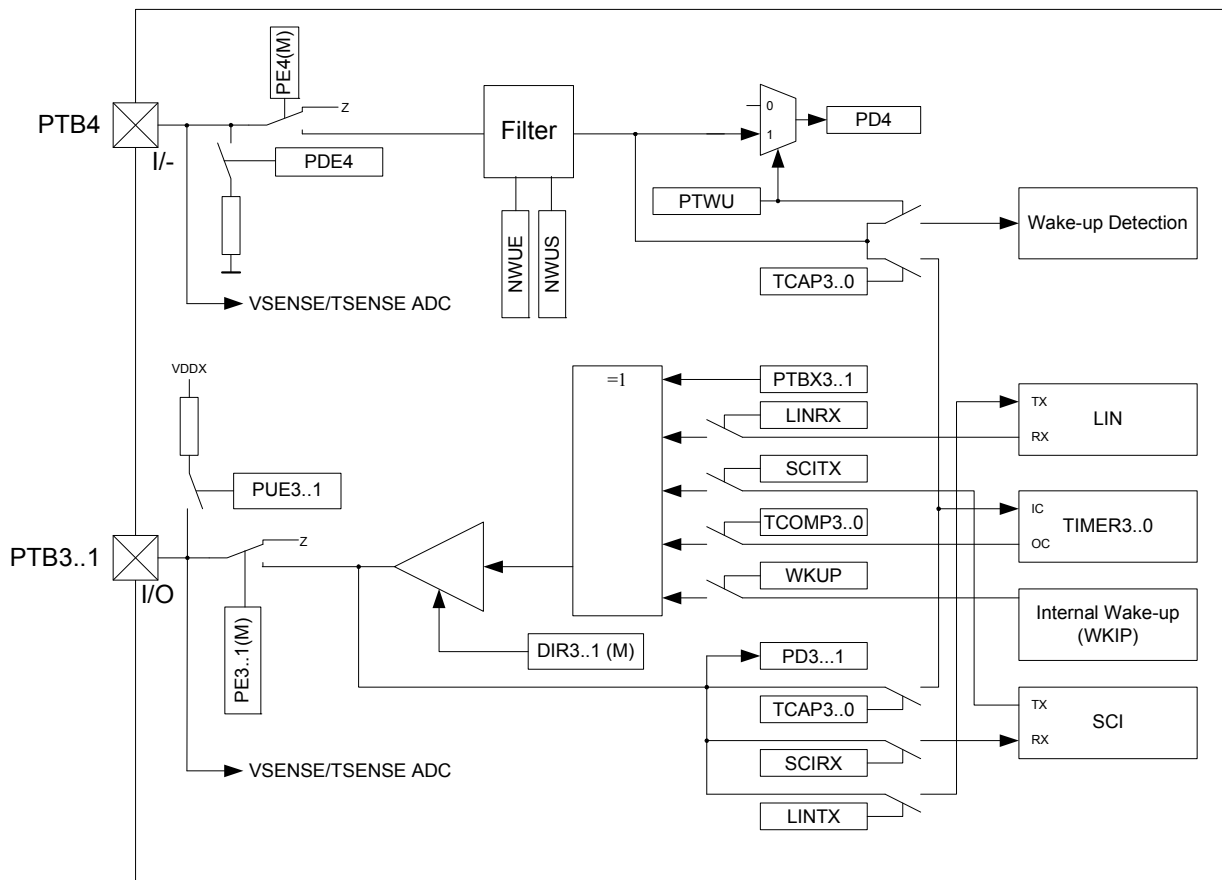 PE4(M)
Z
PTB4
I/-
Filter
0
1
PD4
PDE4
PTWU
Wake-up Detection
NWUE
NWUS
TCAP3..0
VSENSE/TSENSE ADC
VDDX
=1
PTBX3..1
LINRX
TX
LIN
RX
SCITX
PUE3..1
TCOMP3..0
IC
TIMER3..0
OC
PTB3..1
I/O
Z
WKUP
Internal Wake-up
(WKIP)
PE3..1(M)
DIR3..1 (M)
PD3...1
TCAP3..0
TX
SCI
RX
SCIRX
VSENSE/TSENSE ADC
LINTX